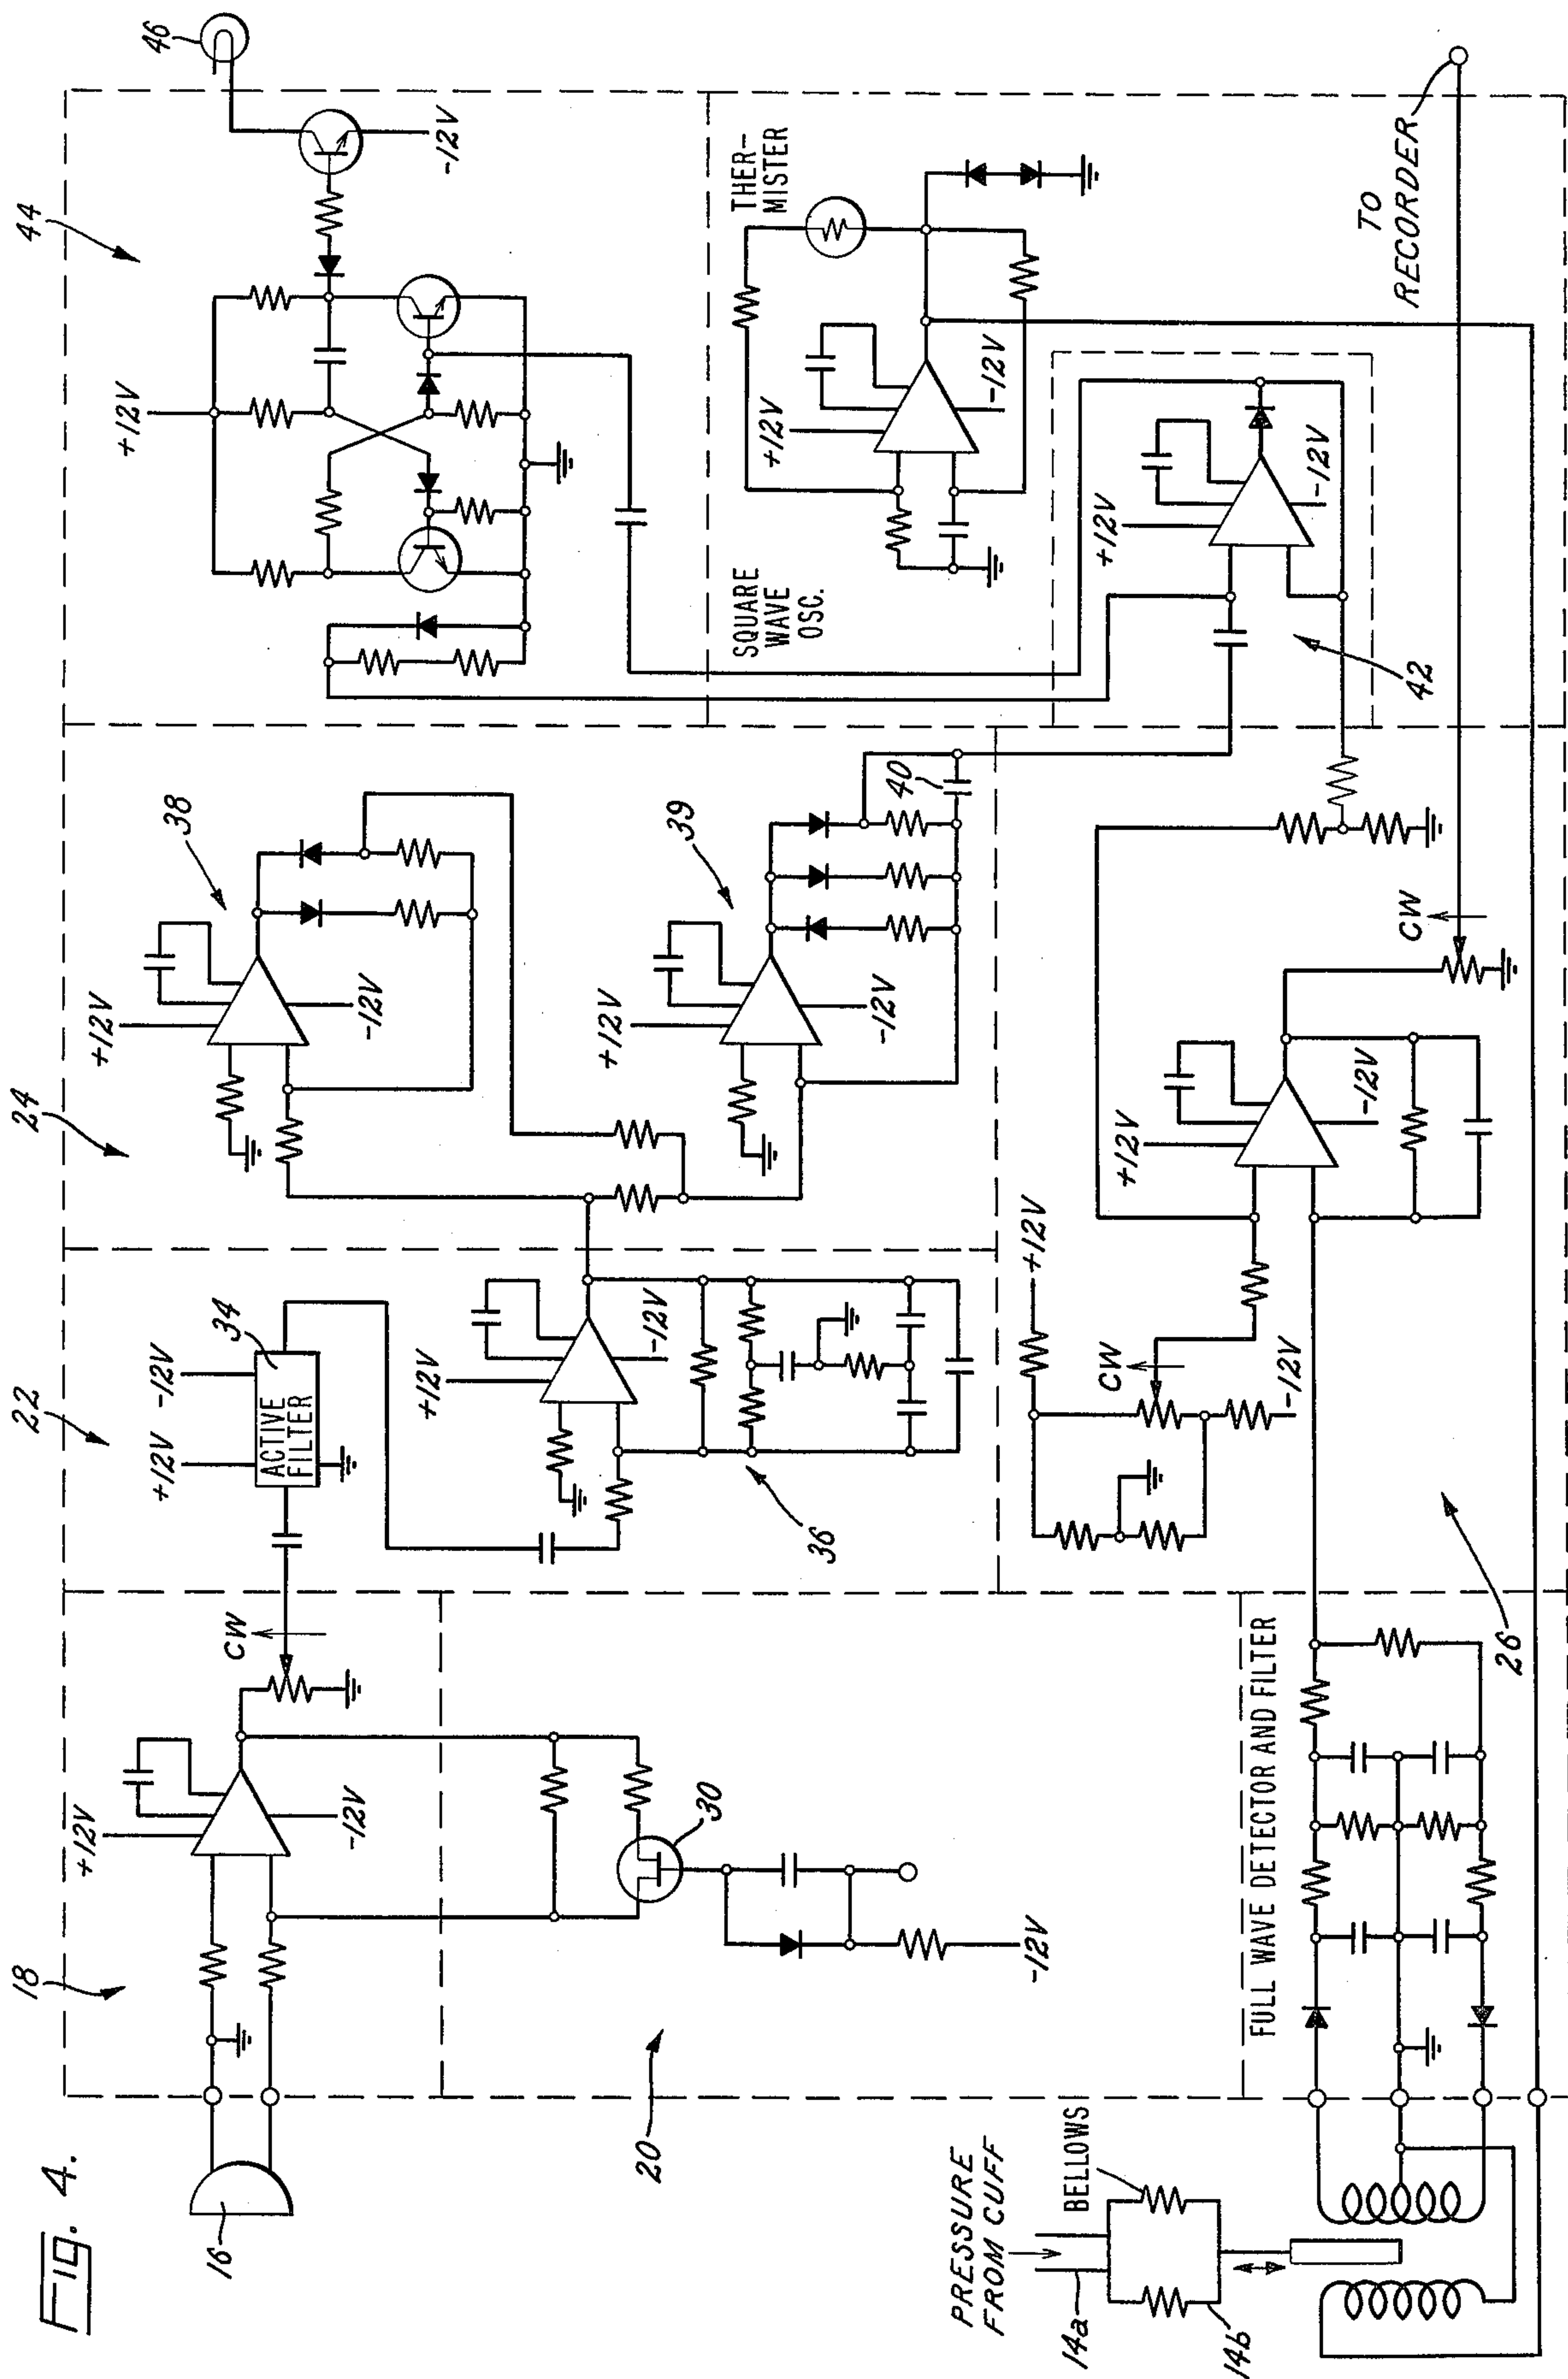 Fig. 4.
16
18
+12V
-12V
CW
20
30
-12V
22
+12V
-12V
34
ACTIVE
FILTER
+12V
-12V
36
24
+12V
-12V
38
+12V
-12V
39
40
44
+12V
-12V
46
SQUARE
WAVE
OSC.
+12V
-12V
THER-
MISTER
+12V
-12V
42
+12V
CW
-12V
+12V
-12V
CW
TO
RECORDER
26
FULL WAVE DETECTOR AND FILTER
PRESSURE
FROM CUFF
BELLOWS
14a
14b